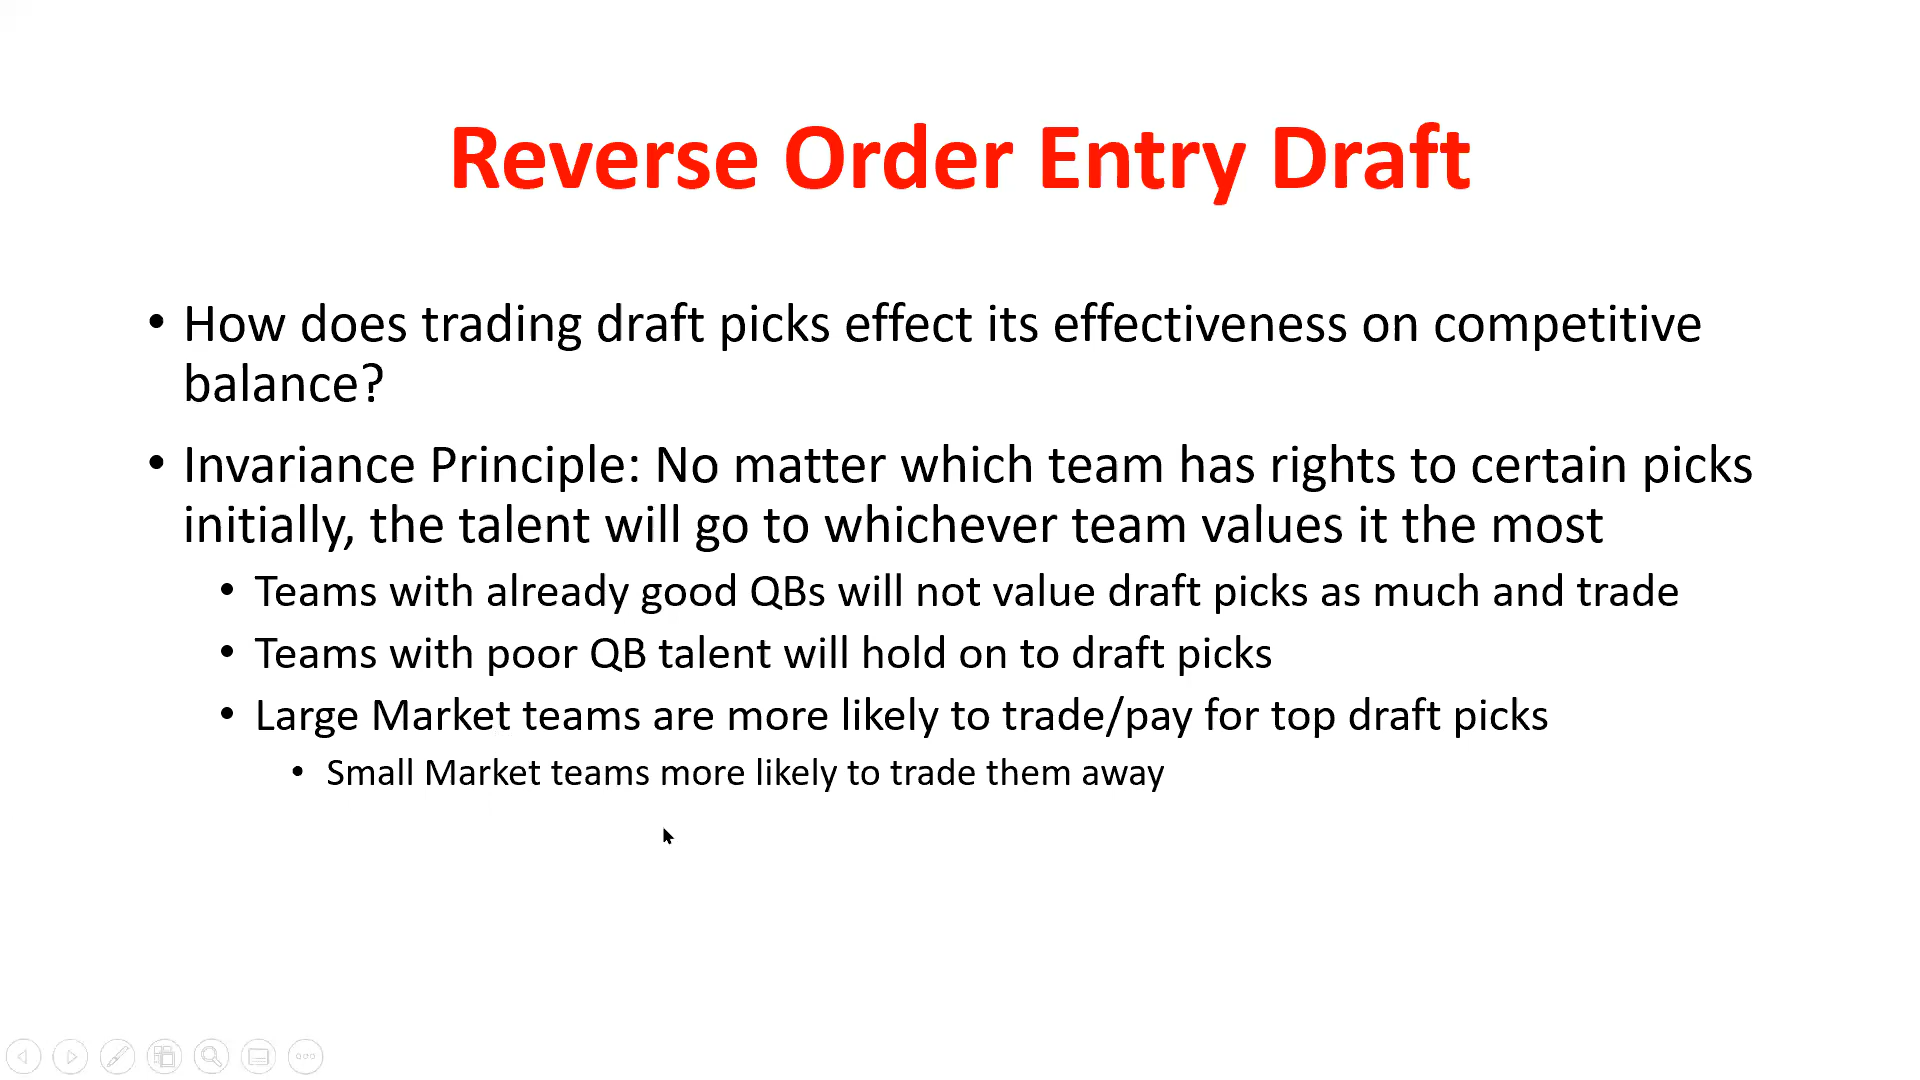 Reverse Order Entry Draft
• How does trading draft picks effect its effectiveness on competitive
balance?
• Invariance Principle: No matter which team has rights to certain picks
initially, the talent will go to whichever team values it the most
• Teams with already good QBs will not value draft picks as much and trade
• Teams with poor QB talent will hold on to draft picks
• Large Market teams are more likely to trade/pay for top draft picks
• Small Market teams more likely to trade them away